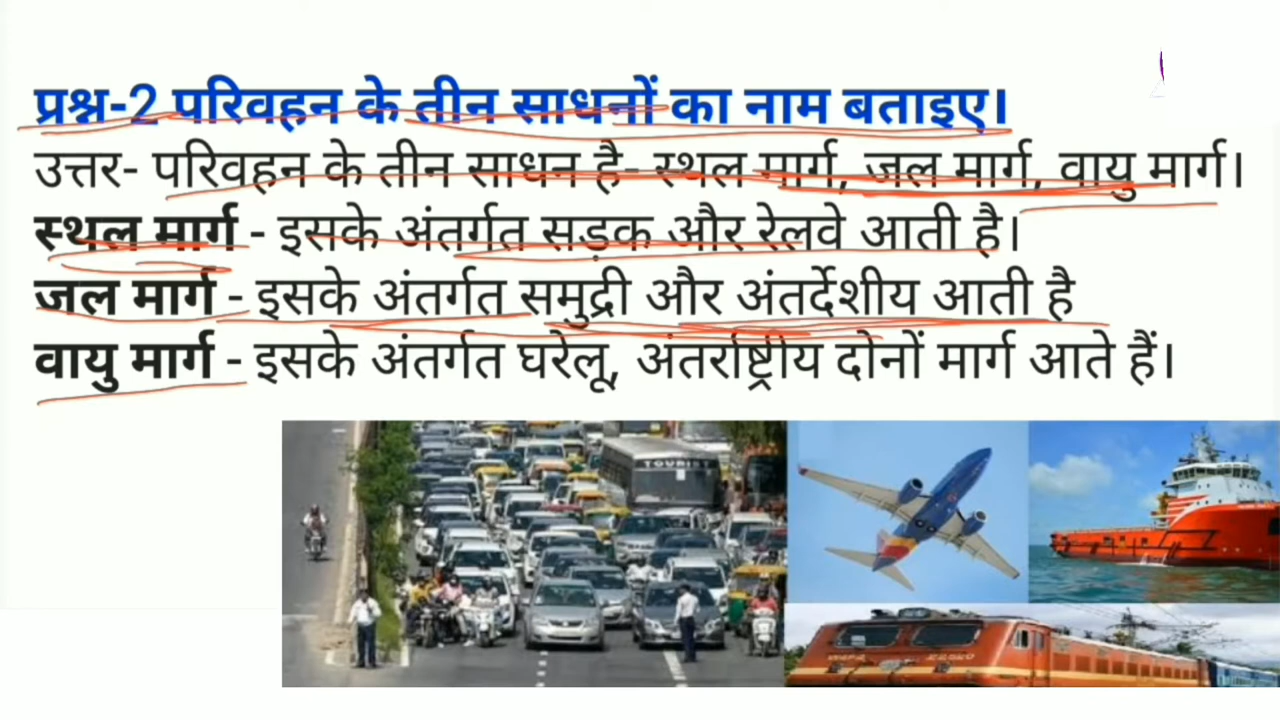 प्रश्न-2 परिवहन के तीन साधनों का नाम बताइए।
उत्तर- परिवहन के तीन साधन है- स्थल मार्ग, जल मार्ग, वायु मार्ग।
स्थल मार्ग - इसके अंतर्गत सड़क और रेलवे आती है।
जल मार्ग - इसके अंतर्गत समुद्री और अंतर्देशीय आती है
वायु मार्ग - इसके अंतर्गत घरेलू, अंतर्राष्ट्रीय दोनों मार्ग आते हैं।
TOURIST